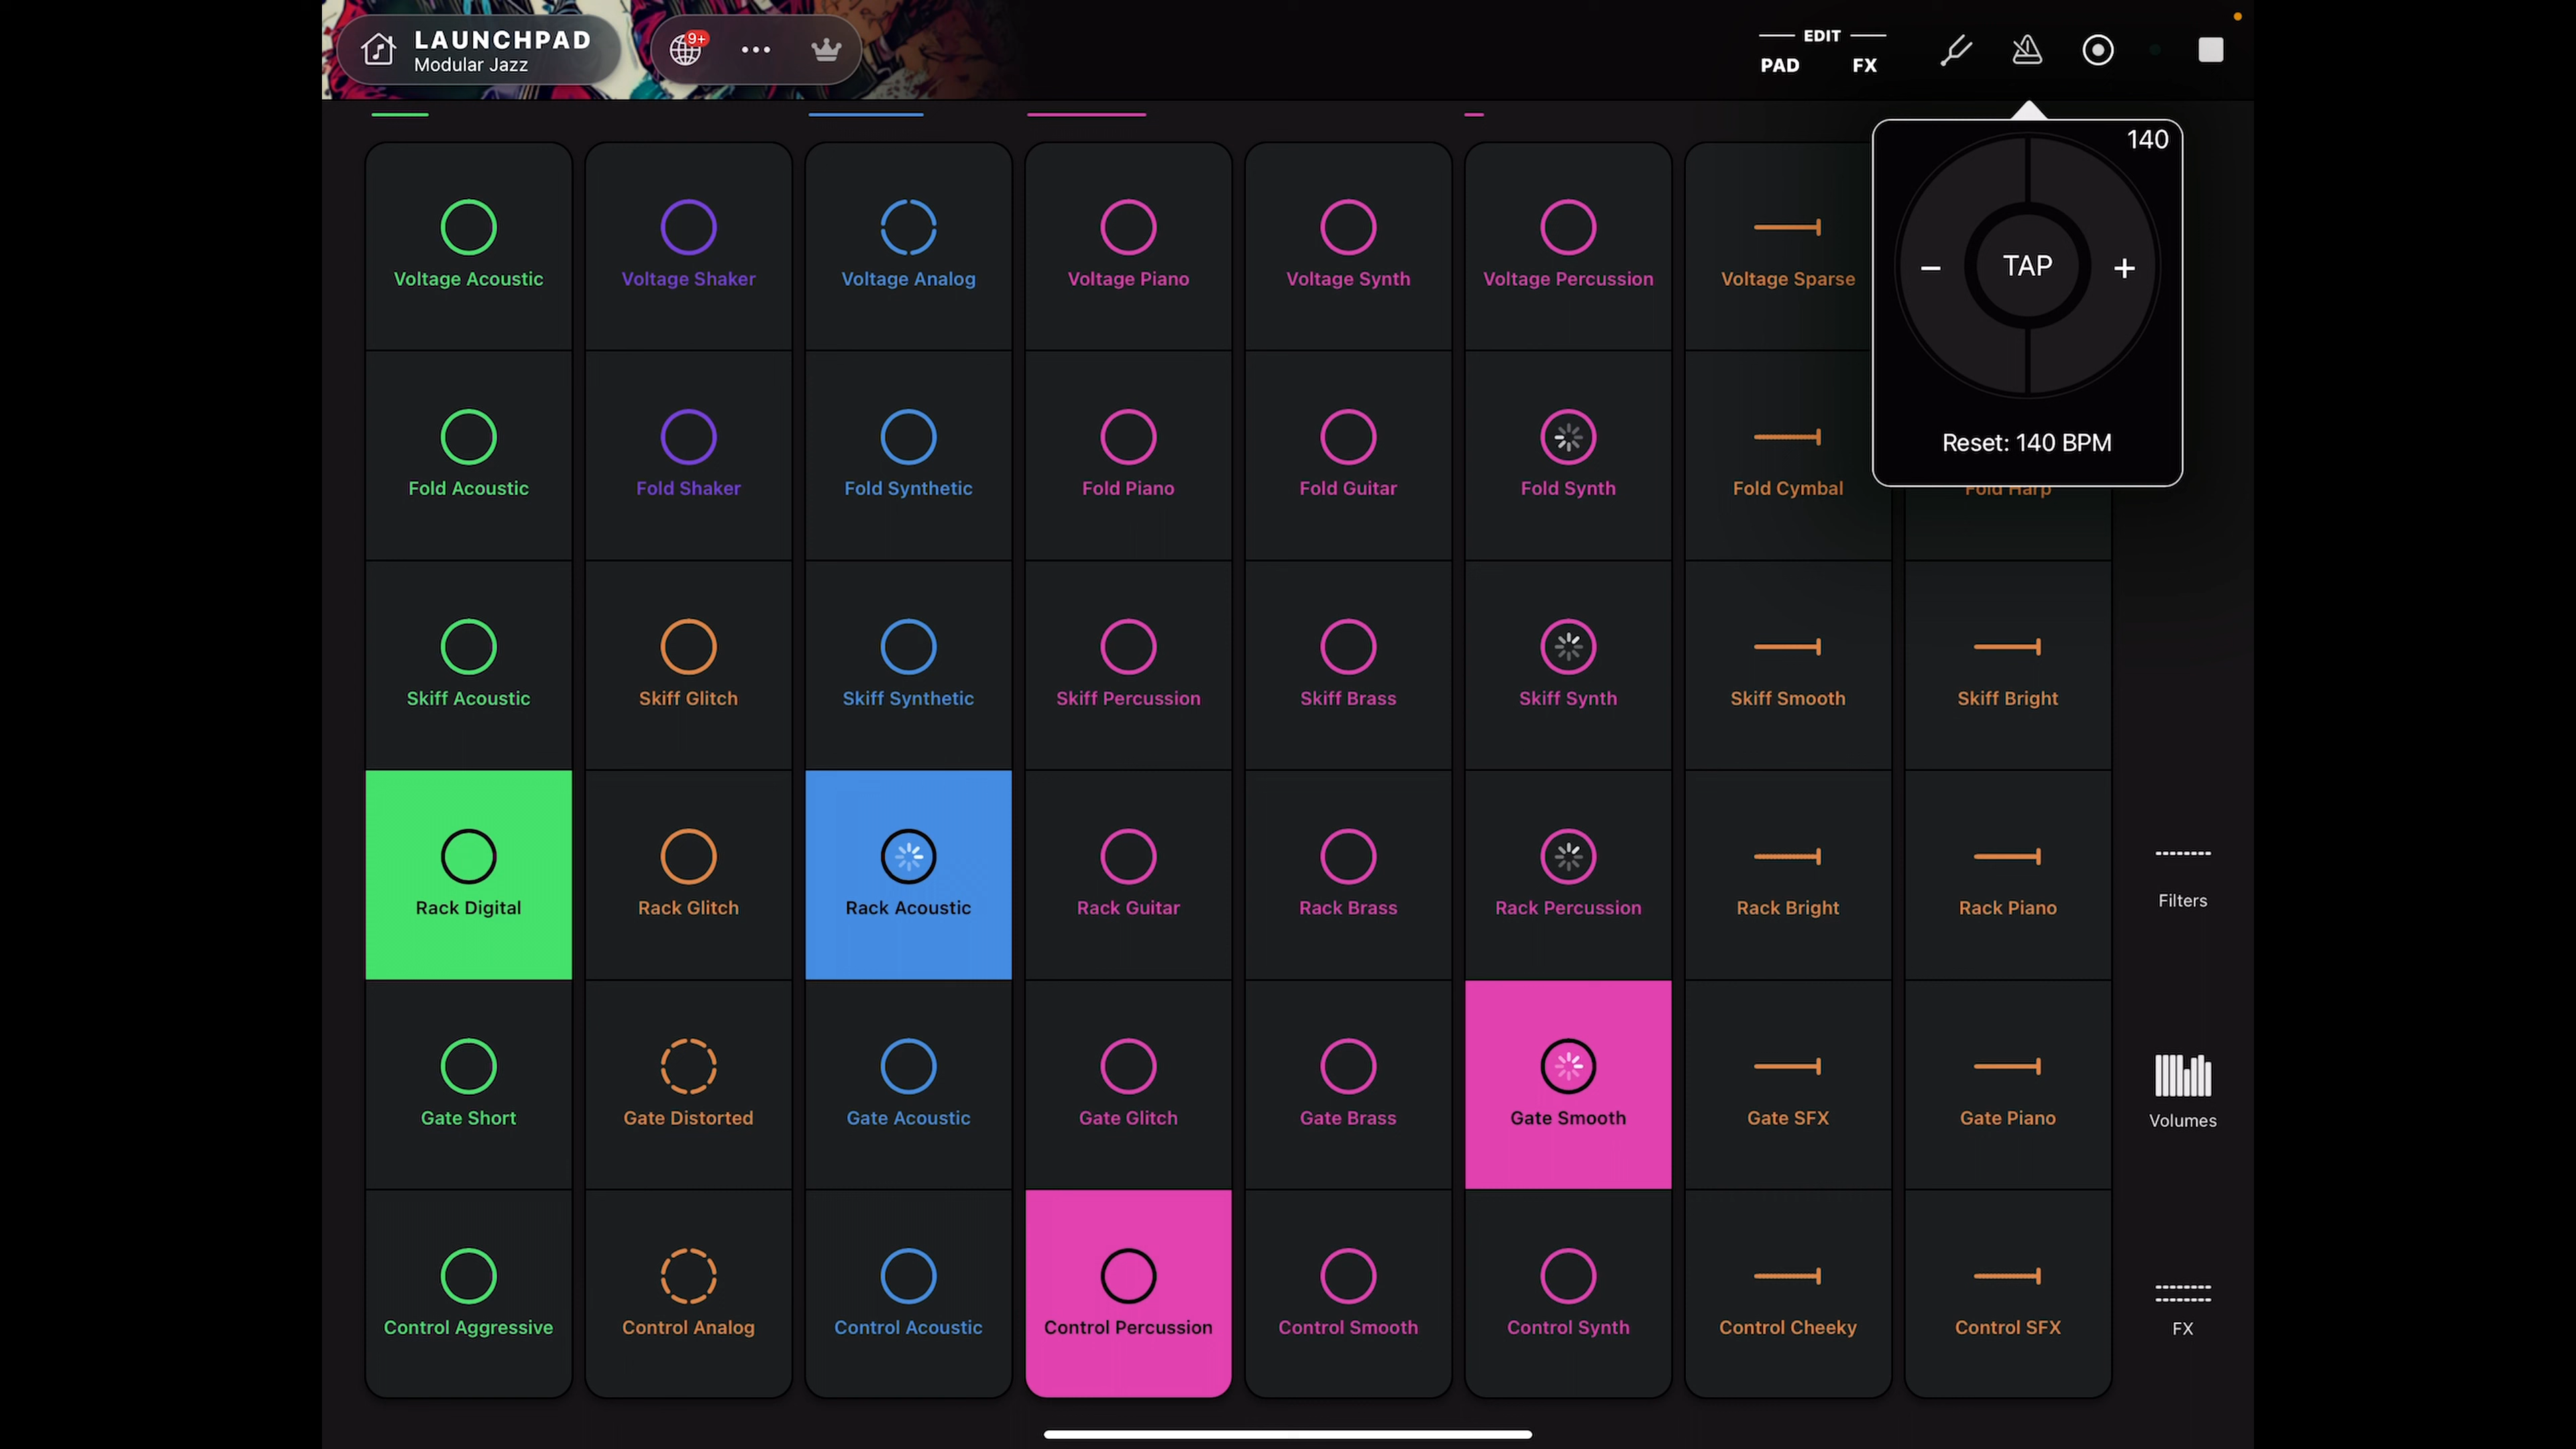 LAUNCHPAD
Modular Jazz
9+
EDIT
PAD FX
140
Voltage Acoustic
Voltage Shaker
Voltage Analog
Voltage Piano
Voltage Synth
Voltage Percussion
Voltage Sparse
− TAP +
Reset: 140 BPM
Fold Acoustic
Fold Shaker
Fold Synthetic
Fold Piano
Fold Guitar
Fold Synth
Fold Cymbal
Fold Harp
Skiff Acoustic
Skiff Glitch
Skiff Synthetic
Skiff Percussion
Skiff Brass
Skiff Synth
Skiff Smooth
Skiff Bright
Rack Digital
Rack Glitch
Rack Acoustic
Rack Guitar
Rack Brass
Rack Percussion
Rack Bright
Rack Piano
Filters
Gate Short
Gate Distorted
Gate Acoustic
Gate Glitch
Gate Brass
Gate Smooth
Gate SFX
Gate Piano
Volumes
Control Aggressive
Control Analog
Control Acoustic
Control Percussion
Control Smooth
Control Synth
Control Cheeky
Control SFX
FX